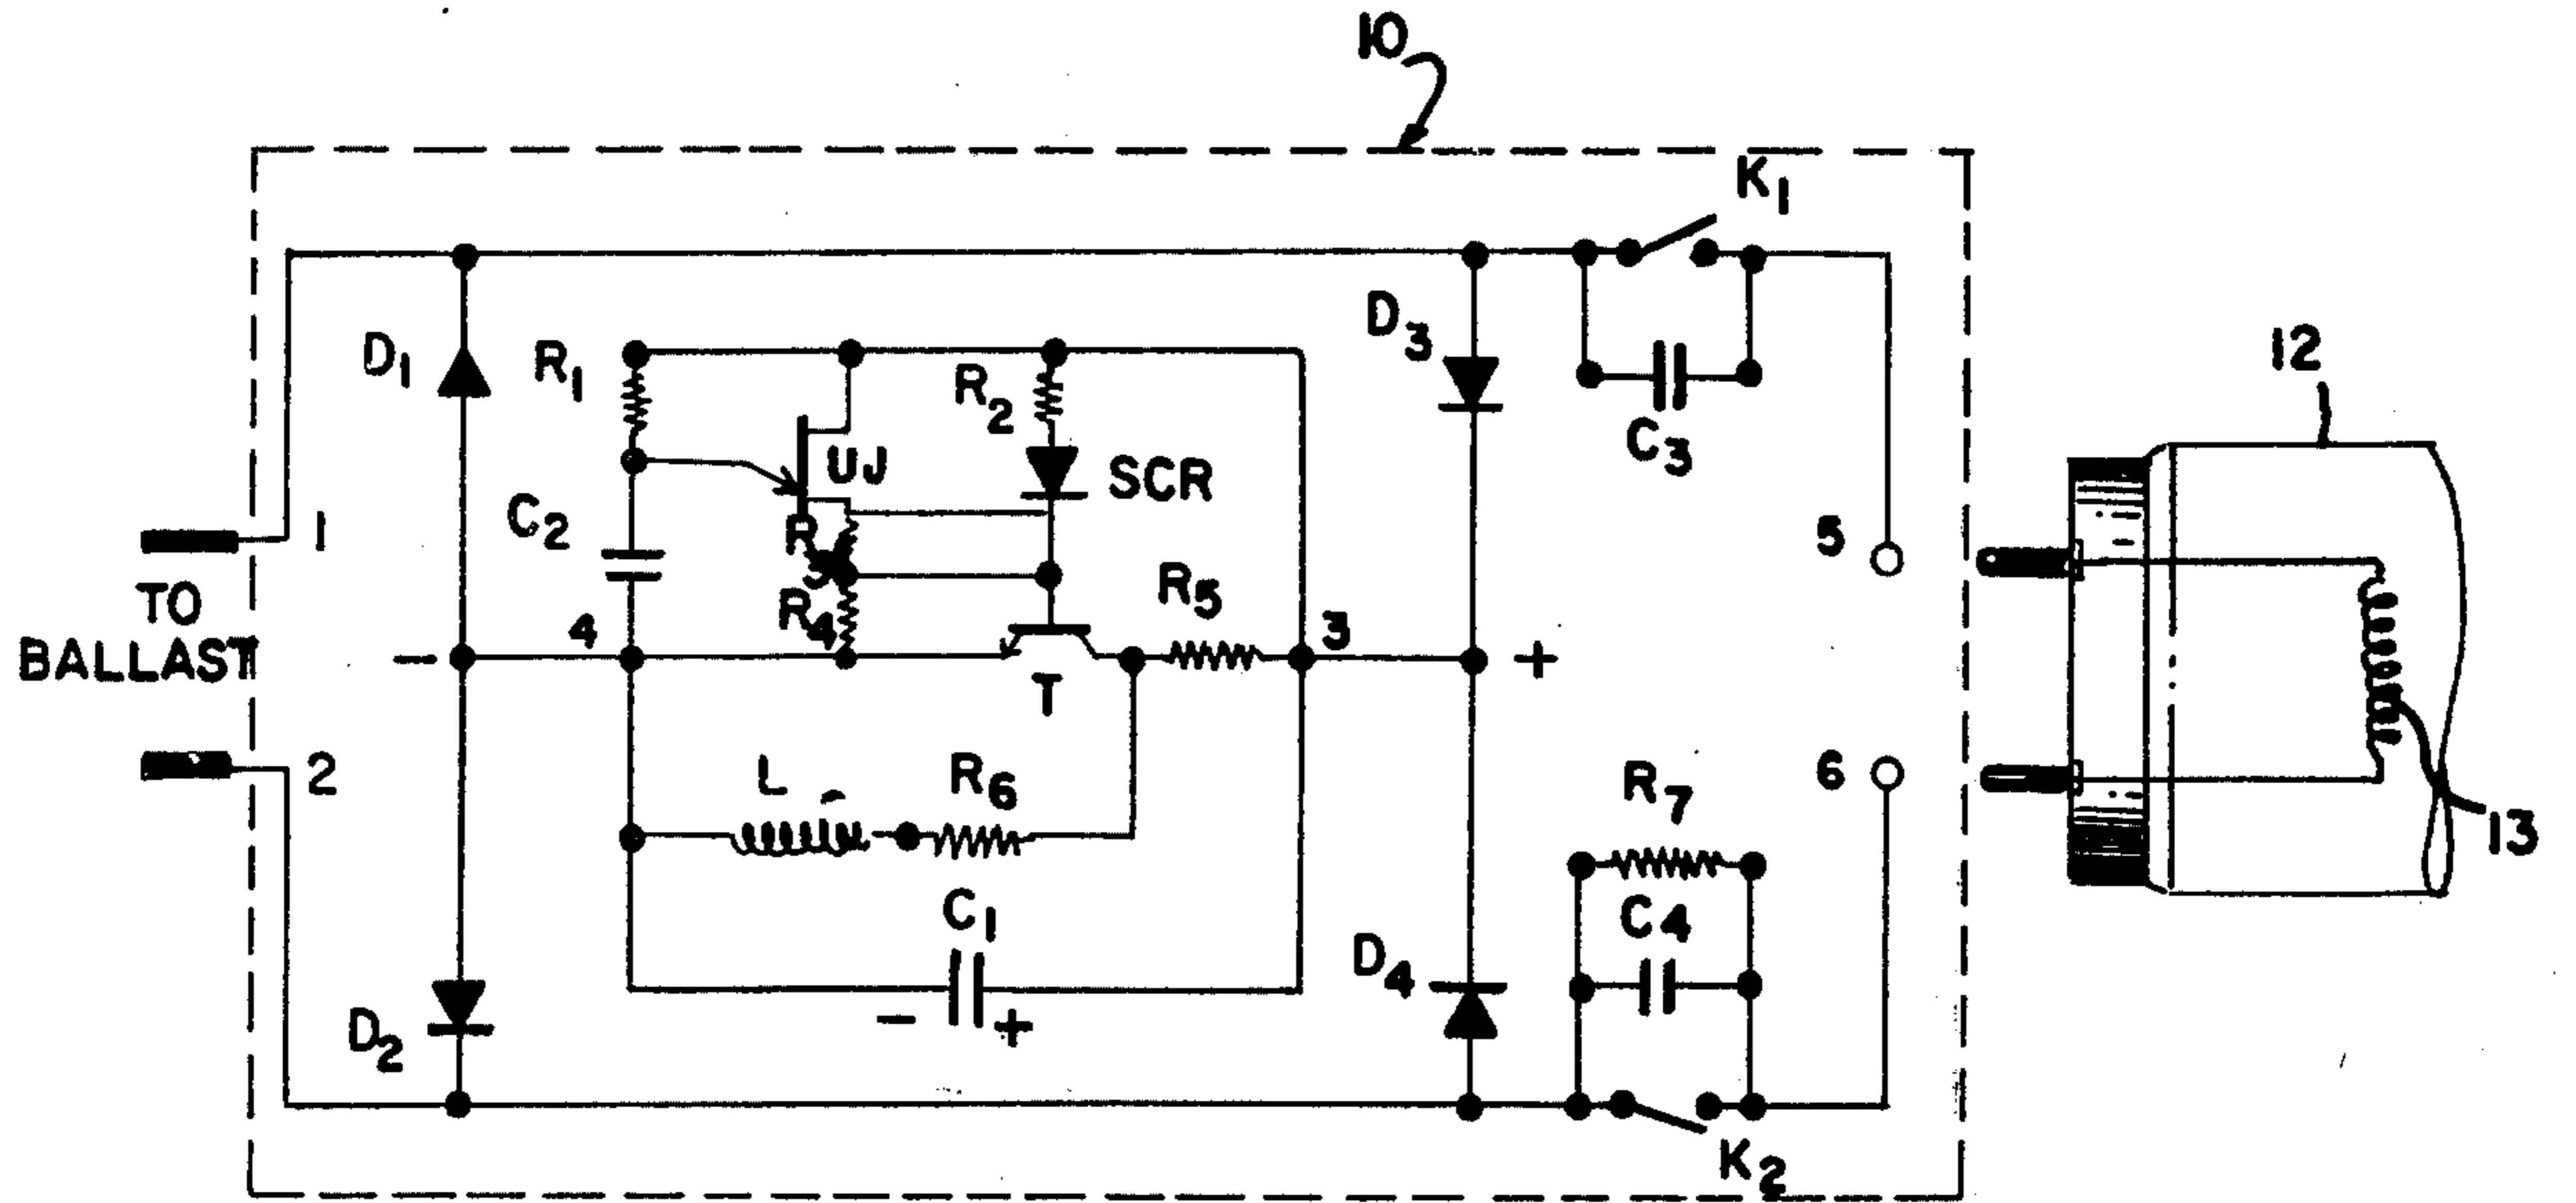 10
K1
D1
R1
R2
D3
C3
12
UJ
SCR
C2
1
5
R3
TO
BALLAST
R4
R5
4
3
-
+
T
2
L
R6
6
R7
13
C1
C4
D4
- +
D2
K2